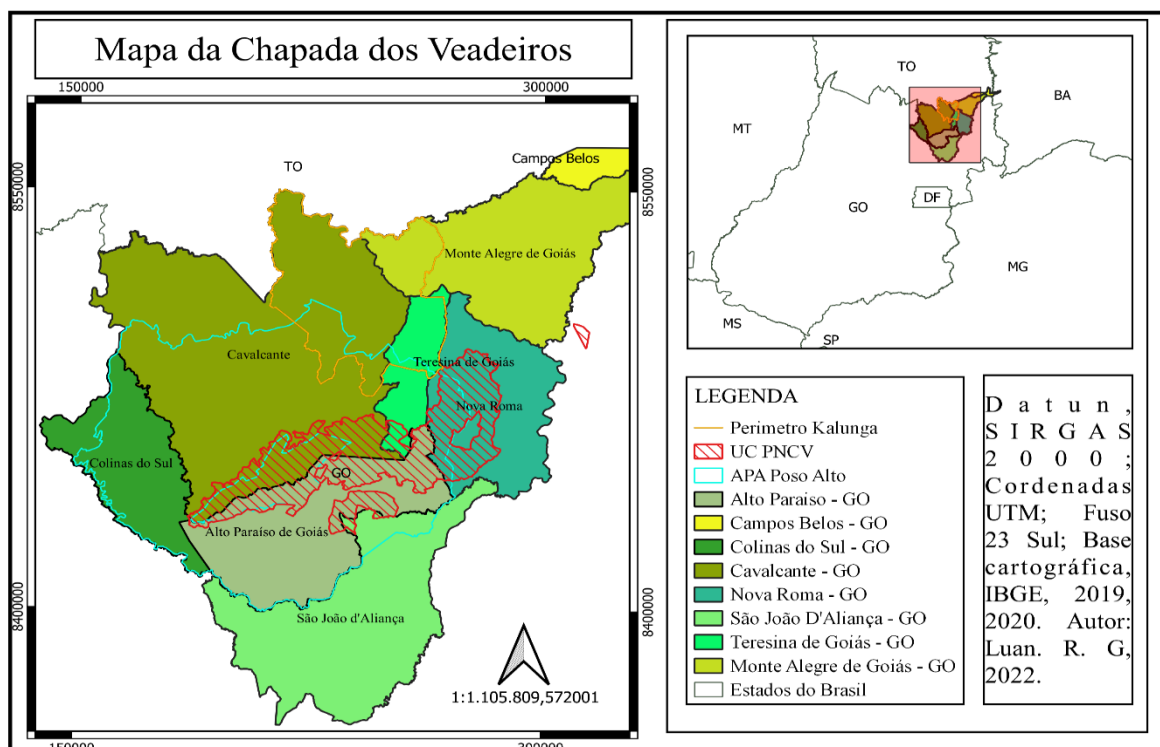 Mapa da Chapada dos Veadeiros
150000
300000
8550000
8550000
TO
Campos Belos
Monte Alegre de Goiás
Cavalcante
Teresina de Goiás
Nova Roma
Colinas do Sul
GO
Alto Paraíso de Goiás
São João d'Aliança
8400000
8400000
1:1.105.809,572001
150000
300000
TO
BA
MT
DF
GO
MG
MS
SP
LEGENDA
Perimetro Kalunga
UC PNCV
APA Poso Alto
Alto Paraiso - GO
Campos Belos - GO
Colinas do Sul - GO
Cavalcante - GO
Nova Roma - GO
São João D'Aliança - GO
Teresina de Goiás - GO
Monte Alegre de Goiás - GO
Estados do Brasil
Datun,
SIRGAS
2000;
Cordenadas
UTM; Fuso
23 Sul; Base
cartográfica,
IBGE, 2019,
2020. Autor:
Luan. R. G,
2022.